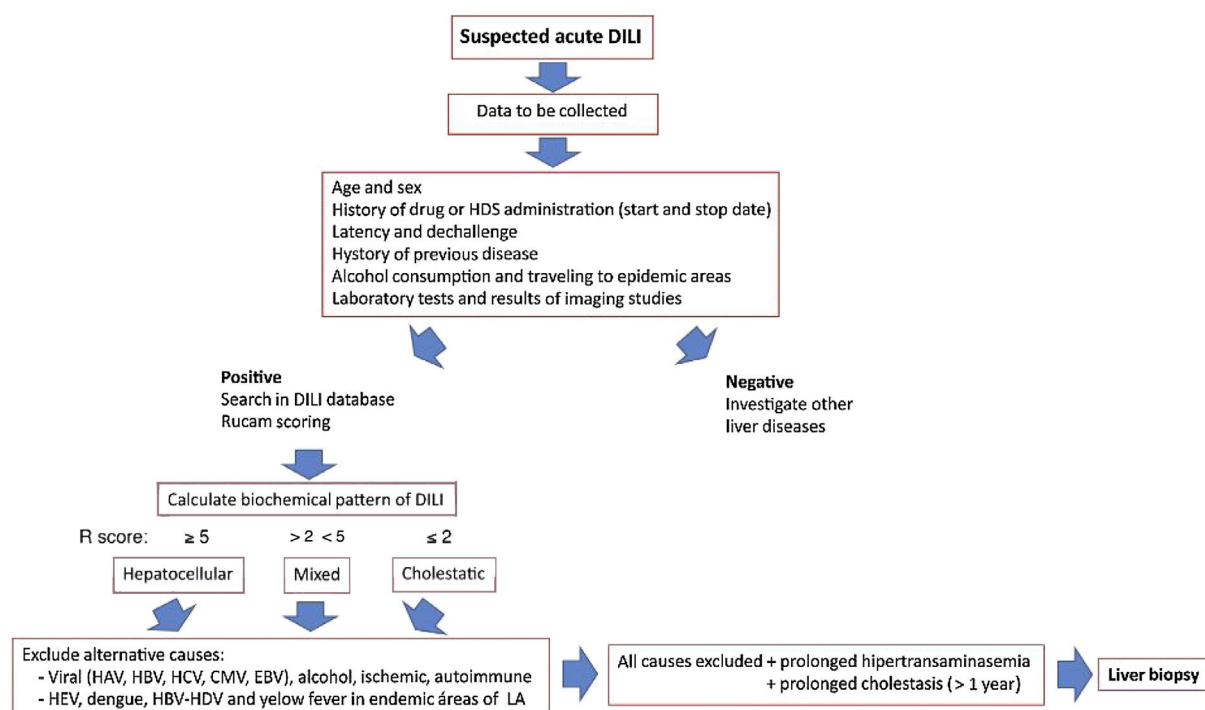 Suspected acute DILI
Data to be collected
Age and sex
History of drug or HDS administration (start and stop date)
Latency and dechallenge
Hystory of previous disease
Alcohol consumption and traveling to epidemic areas
Laboratory tests and results of imaging studies
Positive
Search in DILI database
Rucam scoring
Negative
Investigate other
liver diseases
Calculate biochemical pattern of DILI
R score: ≥ 5 > 2 < 5 ≤ 2
Hepatocellular Mixed Cholestatic
Exclude alternative causes:
- Viral (HAV, HBV, HCV, CMV, EBV), alcohol, ischemic, autoimmune
- HEV, dengue, HBV-HDV and yelow fever in endemic áreas of LA
All causes excluded + prolonged hipertransaminasemia
+ prolonged cholestasis (> 1 year)
Liver biopsy